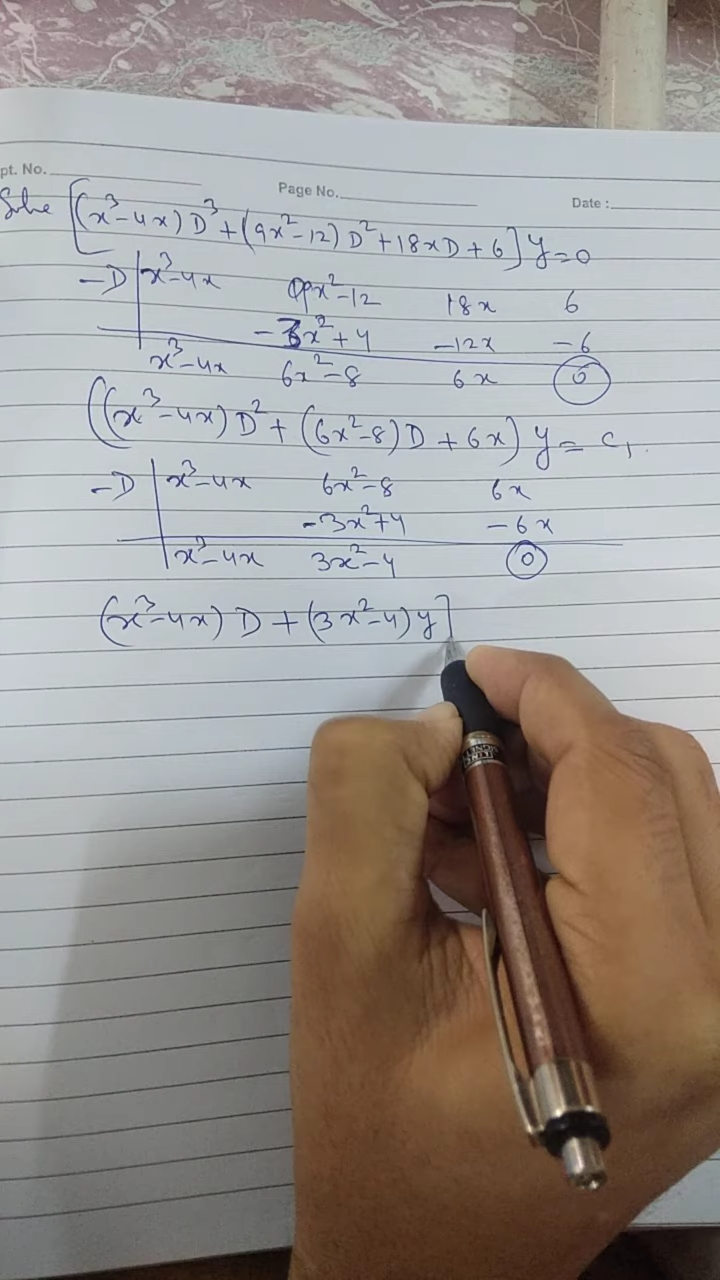 pt. No.
Page No.
Date :
Solve [(x³-4x)D³+(9x²-12)D²+18xD+6]y=0
-D | x³-4x 9x²-12 18x 6
-3x²+4 -12x -6
x³-4x 6x²-8 6x 0
((x³-4x)D²+(6x²-8)D+6x)y=c₁.
-D | x³-4x 6x²-8 6x
-3x²+4 -6x
x³-4x 3x²-4 0
(x³-4x)D+(3x²-4)y]